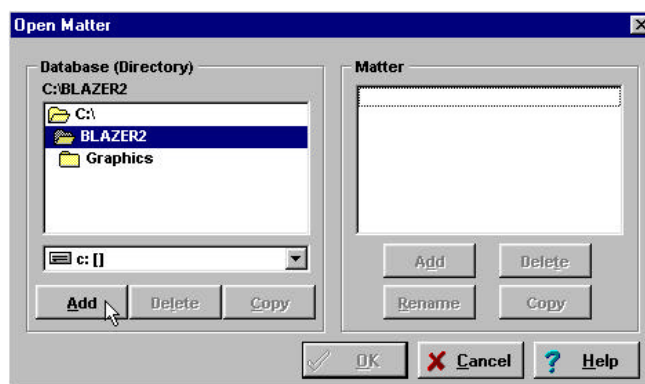 Open Matter
Database (Directory)
C:\BLAZER2
C:\
BLAZER2
Graphics
c: []
Add
Delete
Copy
Matter
Add
Delete
Rename
Copy
OK
Cancel
Help